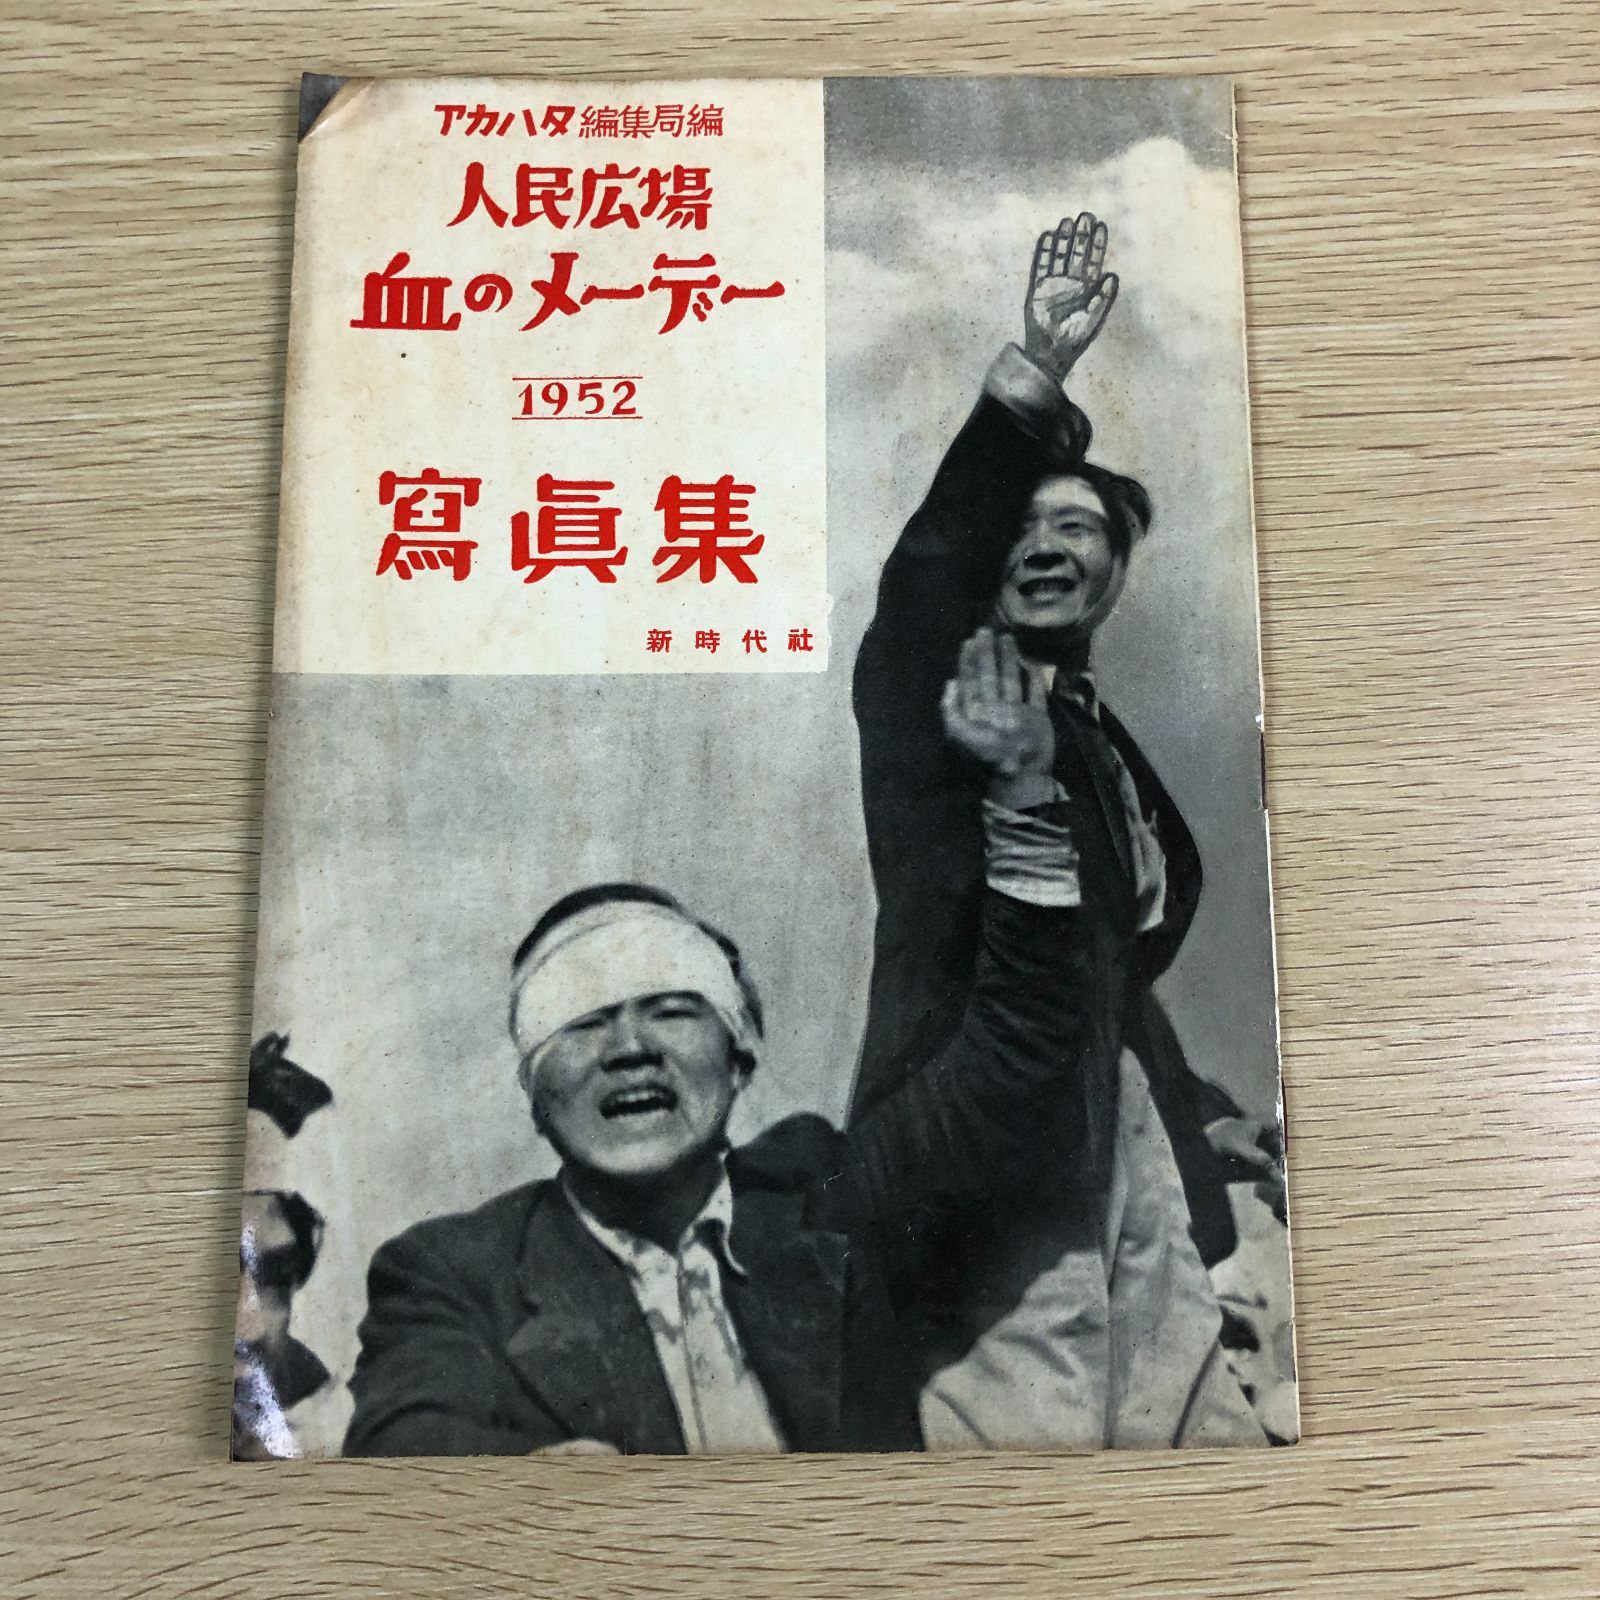 アカハタ編集局編
人民広場
血のメーデー
1952
寫眞集
新時代社